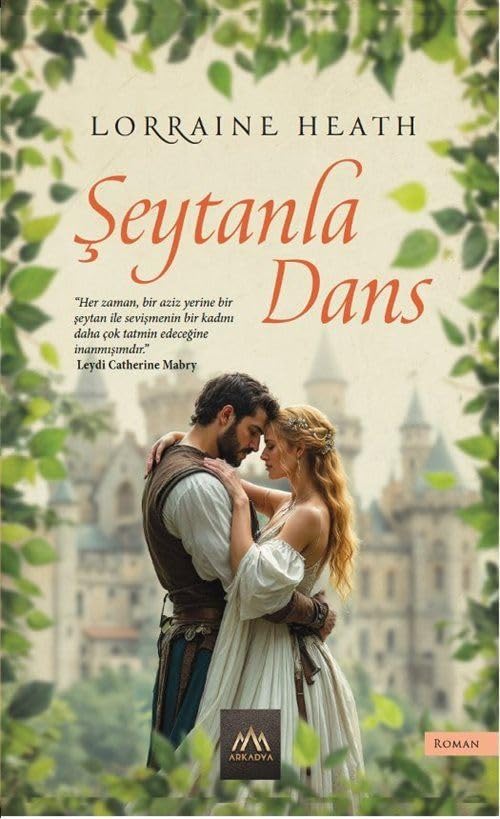 LORRAINE HEATH
Şeytanla
Dans
“Her zaman, bir aziz yerine bir
şeytan ile sevişmenin bir kadını
daha çok tatmin edeceğine
inanmışımdır.”
Leydi Catherine Mabry
ARKADYA
ROMAN